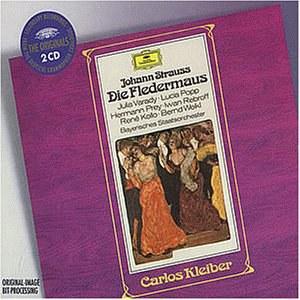 THE ORIGINALS
2 CD
Johann Strauss
Die Fledermaus
Julia Varady · Lucia Popp
Hermann Prey · Iwan Rebroff
René Kollo · Bernd Weikl
Bayerisches Staatsorchester
Carlos Kleiber
ORIGINAL-IMAGE
BIT-PROCESSING